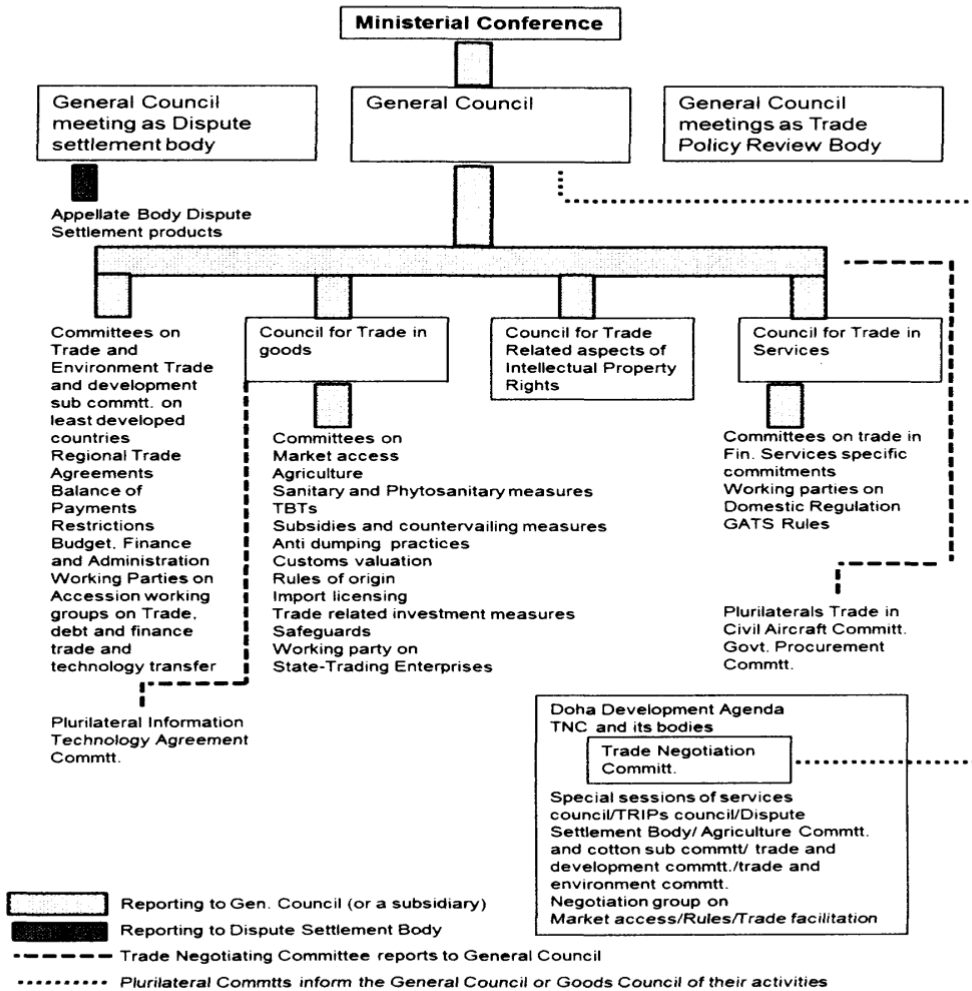 Ministerial Conference
General Council
meeting as Dispute
settlement body
General Council
General Council
meetings as Trade
Policy Review Body
Appellate Body Dispute
Settlement products
Committees on
Trade and
Environment Trade
and development
sub committ. on
least developed
countries
Regional Trade
Agreements
Balance of
Payments
Restrictions
Budget, Finance
and Administration
Working Parties on
Accession working
groups on Trade,
debt and finance
trade and
technology transfer
Council for Trade in
goods
Council for Trade
Related aspects of
Intellectual Property
Rights
Council for Trade in
Services
Committees on
Market access
Agriculture
Sanitary and Phytosanitary measures
TBTs
Subsidies and countervailing measures
Anti dumping practices
Customs valuation
Rules of origin
Import licensing
Trade related investment measures
Safeguards
Working party on
State-Trading Enterprises
Committees on trade in
Fin. Services specific
commitments
Working parties on
Domestic Regulation
GATS Rules
Plurilaterals Trade in
Civil Aircraft Committ.
Govt. Procurement
Committ.
Plurilateral Information
Technology Agreement
Committ.
Doha Development Agenda
TNC and its bodies
Trade Negotiation
Committ.
Special sessions of services
council/TRIPs council/Dispute
Settlement Body/ Agriculture Committ.
and cotton sub committ/ trade and
development committ./trade and
environment committ.
Negotiation group on
Market access/Rules/Trade facilitation
Reporting to Gen. Council (or a subsidiary)
Reporting to Dispute Settlement Body
Trade Negotiating Committee reports to General Council
Plurilateral Committs inform the General Council or Goods Council of their activities